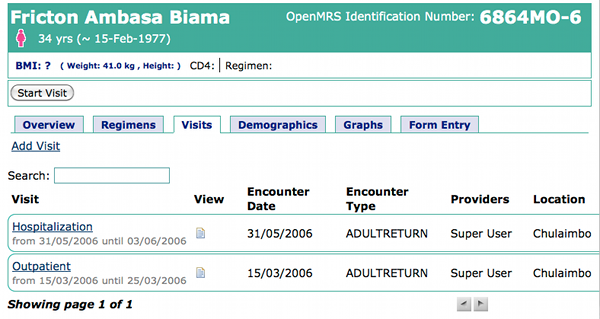 Fricton Ambasa Biama OpenMRS Identification Number: 6864MO-6
34 yrs (~ 15-Feb-1977)
BMI: ? ( Weight: 41.0 kg , Height: ) CD4: Regimen:
Start Visit
Overview Regimens Visits Demographics Graphs Form Entry
Add Visit
Search:
Visit View Encounter Date Encounter Type Providers Location
Hospitalization 31/05/2006 ADULTRETURN Super User Chulaimbo
from 31/05/2006 until 03/06/2006
Outpatient 15/03/2006 ADULTRETURN Super User Chulaimbo
from 15/03/2006 until 25/03/2006
Showing page 1 of 1